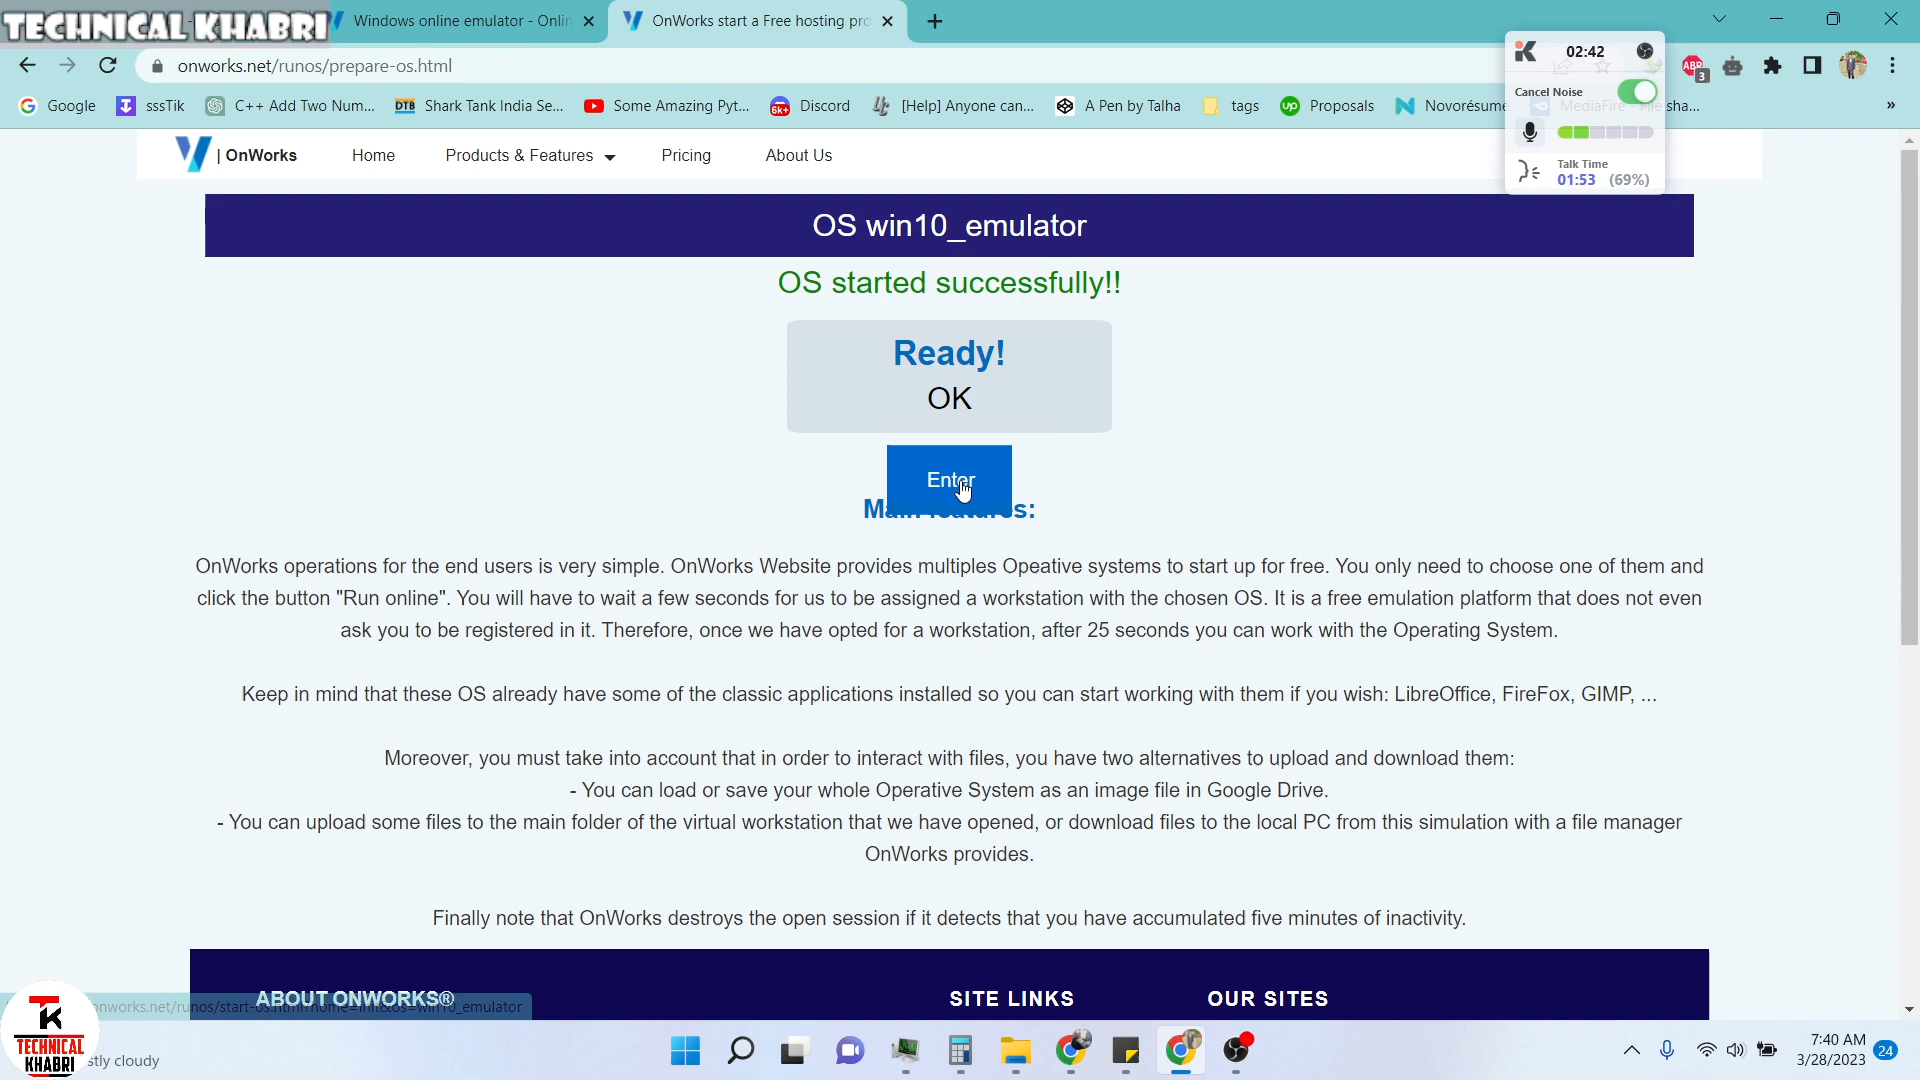 TECHNICAL KHABRI
Windows online emulator - Onlin
OnWorks start a Free hosting pro
onworks.net/runos/prepare-os.html
02:42
Cancel Noise
Talk Time
01:53 (69%)
ABP
3
Google
sssTik
C++ Add Two Num...
DTB
Shark Tank India Se...
Some Amazing Pyt...
6k+
Discord
[Help] Anyone can...
A Pen by Talha
tags
up
Proposals
Novorésumé
MediaFire - File sha...
| OnWorks
Home
Products & Features
Pricing
About Us
OS win10_emulator
OS started successfully!!
Ready!
OK
Enter
Main features:
OnWorks operations for the end users is very simple. OnWorks Website provides multiples Opeative systems to start up for free. You only need to choose one of them and
click the button "Run online". You will have to wait a few seconds for us to be assigned a workstation with the chosen OS. It is a free emulation platform that does not even
ask you to be registered in it. Therefore, once we have opted for a workstation, after 25 seconds you can work with the Operating System.
Keep in mind that these OS already have some of the classic applications installed so you can start working with them if you wish: LibreOffice, FireFox, GIMP, ...
Moreover, you must take into account that in order to interact with files, you have two alternatives to upload and download them:
- You can load or save your whole Operative System as an image file in Google Drive.
- You can upload some files to the main folder of the virtual workstation that we have opened, or download files to the local PC from this simulation with a file manager
OnWorks provides.
Finally note that OnWorks destroys the open session if it detects that you have accumulated five minutes of inactivity.
ABOUT ONWORKS®
SITE LINKS
OUR SITES
TECHNICAL
KHABRI
stly cloudy
7:40 AM
3/28/2023
24